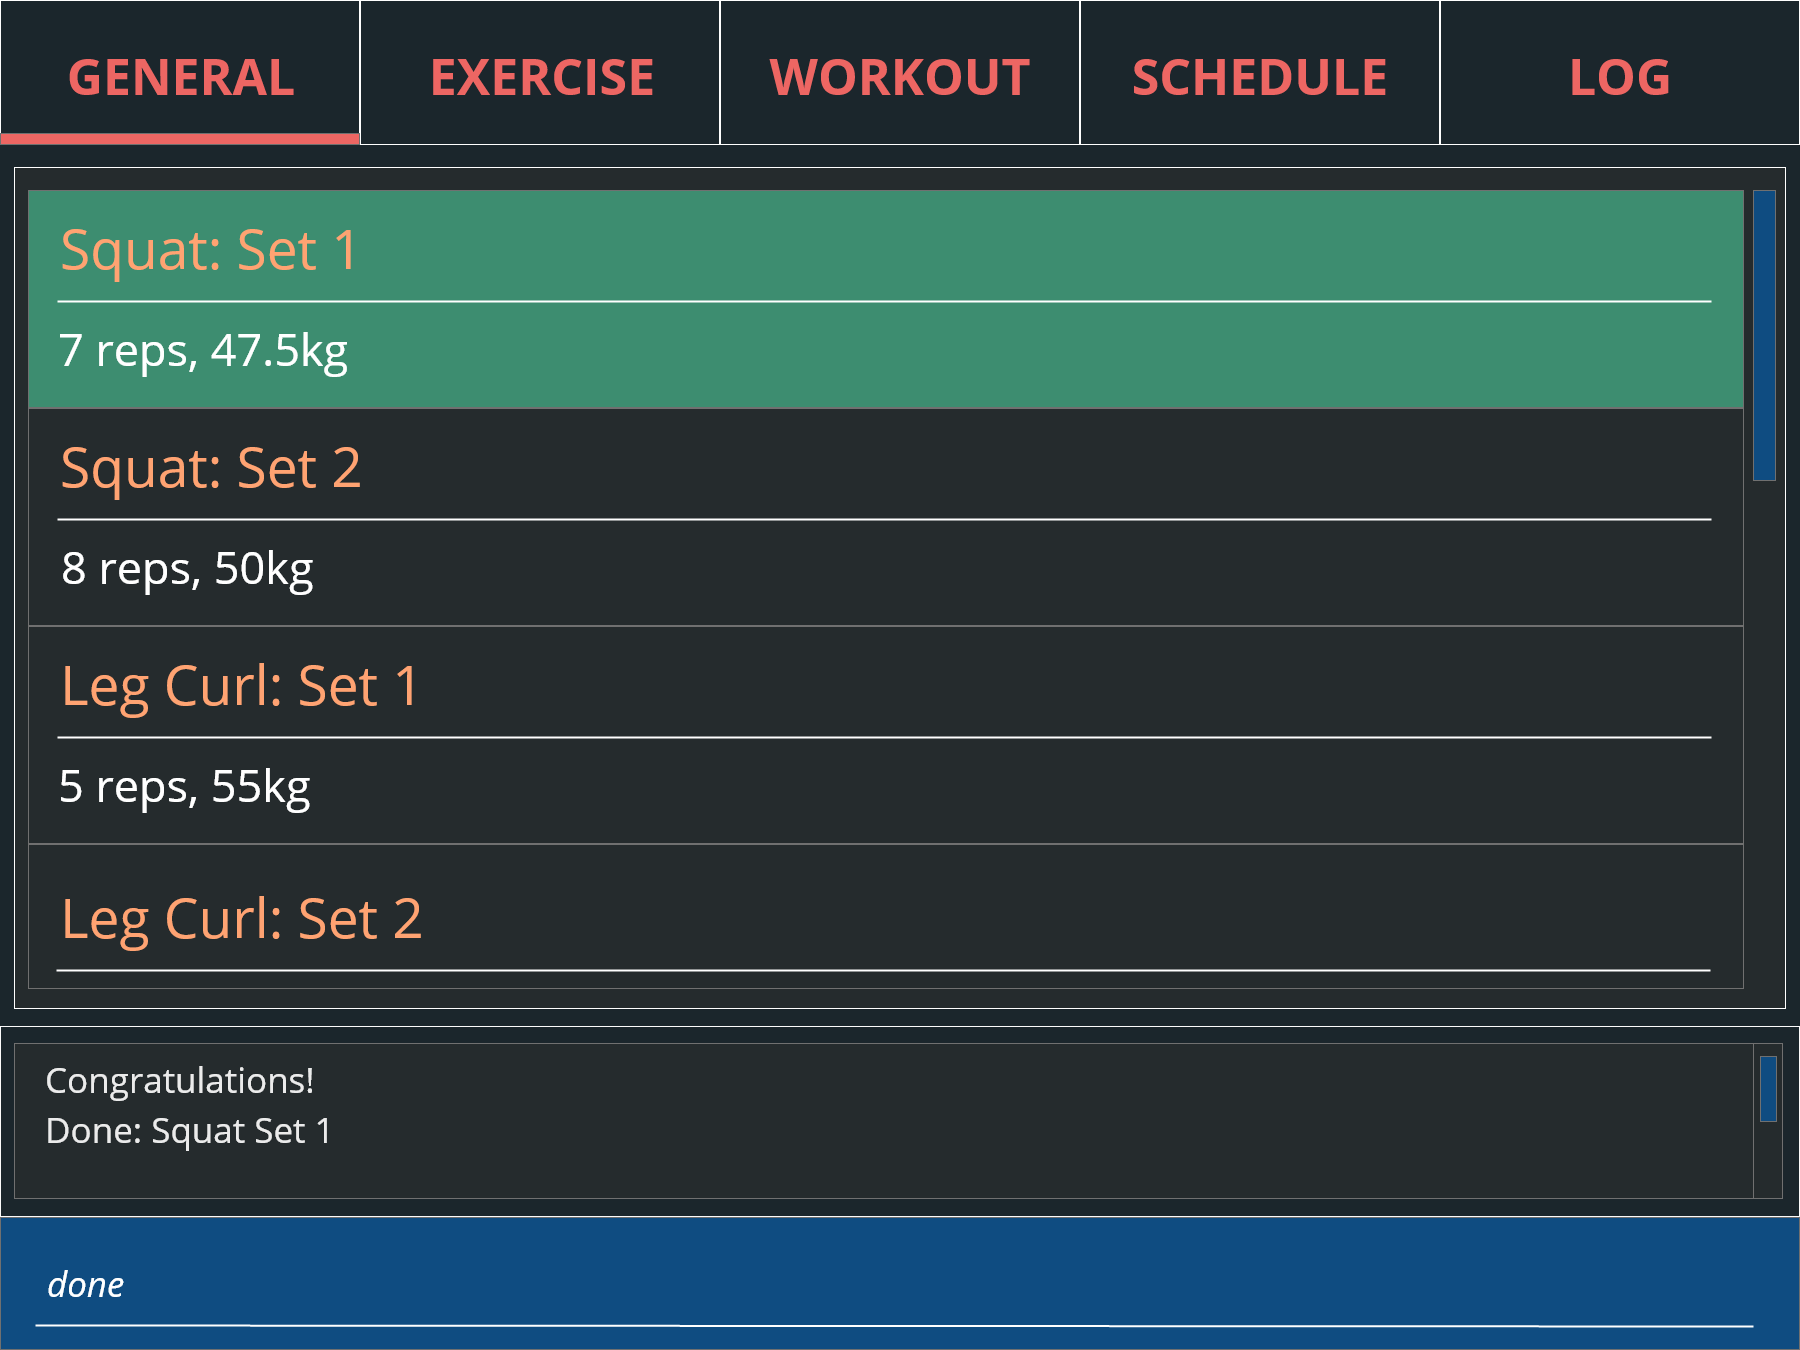 GENERAL EXERCISE WORKOUT SCHEDULE LOG
Squat: Set 1
7 reps, 47.5kg
Squat: Set 2
8 reps, 50kg
Leg Curl: Set 1
5 reps, 55kg
Leg Curl: Set 2
Congratulations!
Done: Squat Set 1
done